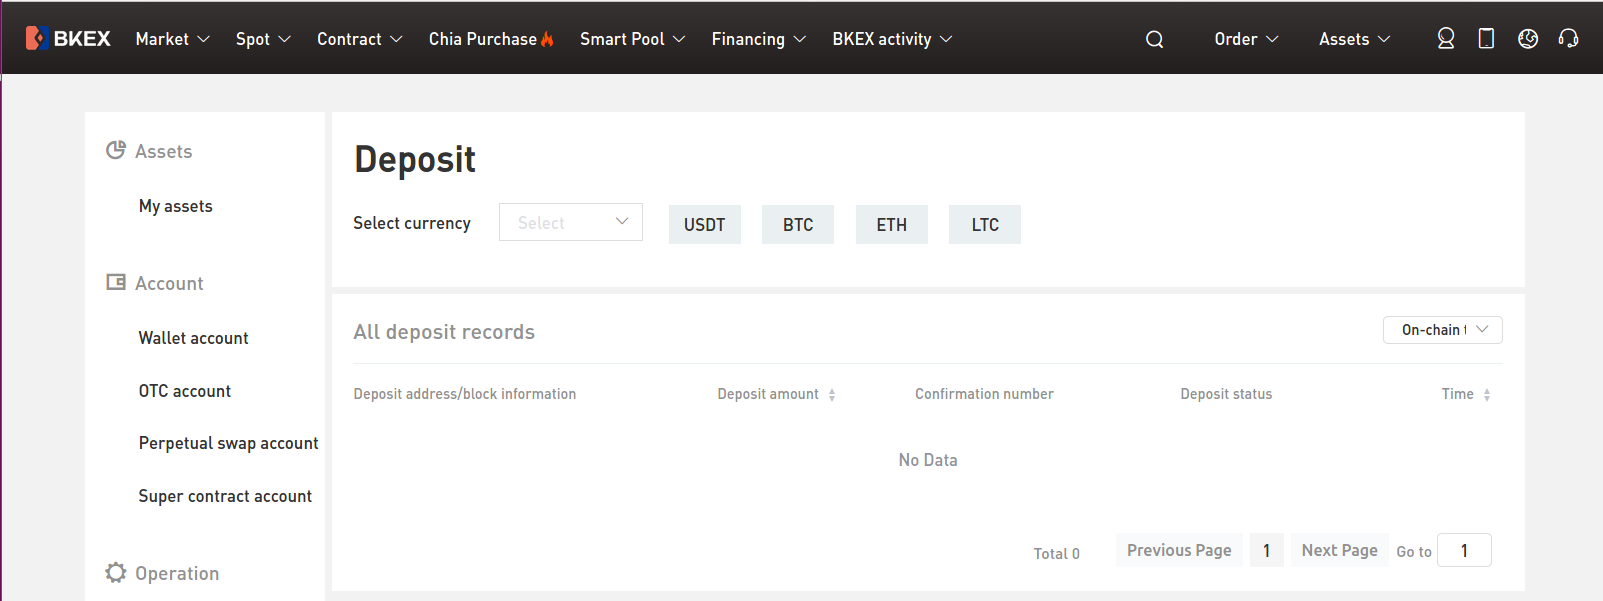 BKEX Market Spot Contract Chia Purchase Smart Pool Financing BKEX activity Order Assets
Assets
My assets
Account
Wallet account
OTC account
Perpetual swap account
Super contract account
Operation
Deposit
Select currency Select USDT BTC ETH LTC
All deposit records On-chain
Deposit address/block information Deposit amount Confirmation number Deposit status Time
No Data
Total 0 Previous Page 1 Next Page Go to 1